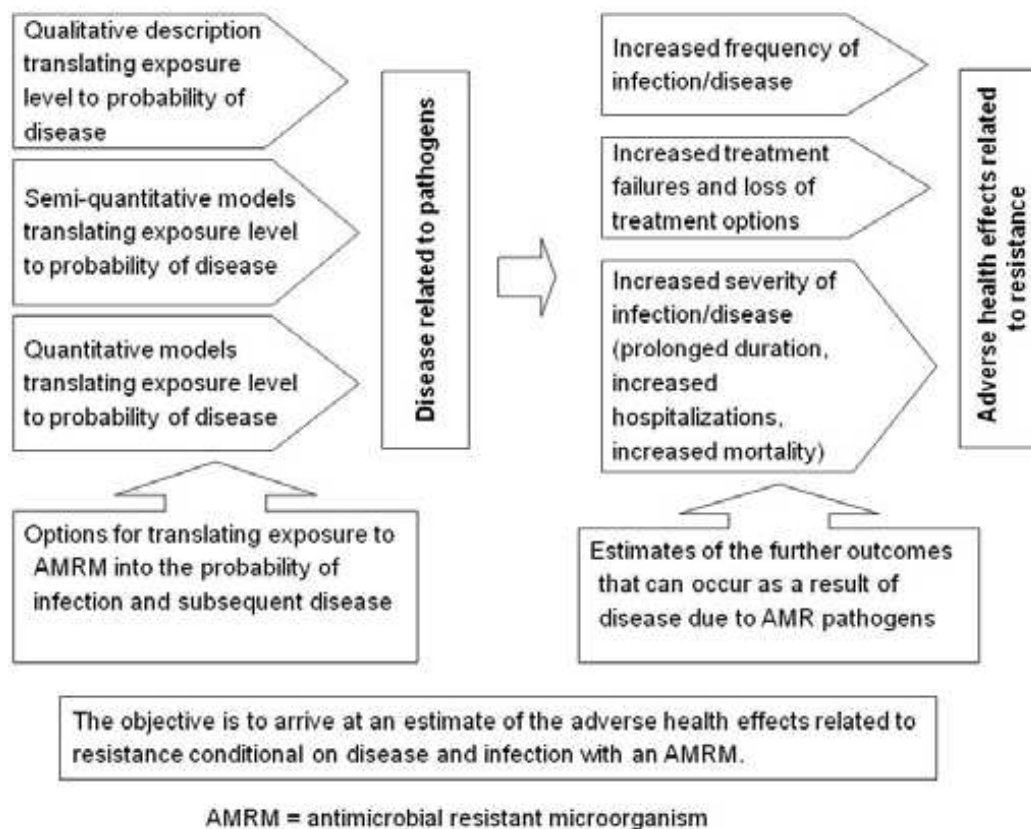 Qualitative description
translating exposure
level to probability of
disease
Semi-quantitative models
translating exposure level
to probability of disease
Quantitative models
translating exposure level
to probability of disease
Options for translating exposure to
AMRM into the probability of
infection and subsequent disease
Disease related to pathogens
Increased frequency of
infection/disease
Increased treatment
failures and loss of
treatment options
Increased severity of
infection/disease
(prolonged duration,
increased
hospitalizations,
increased mortality)
Estimates of the further outcomes
that can occur as a result of
disease due to AMR pathogens
Adverse health effects related
to resistance
The objective is to arrive at an estimate of the adverse health effects related to
resistance conditional on disease and infection with an AMRM.
AMRM = antimicrobial resistant microorganism